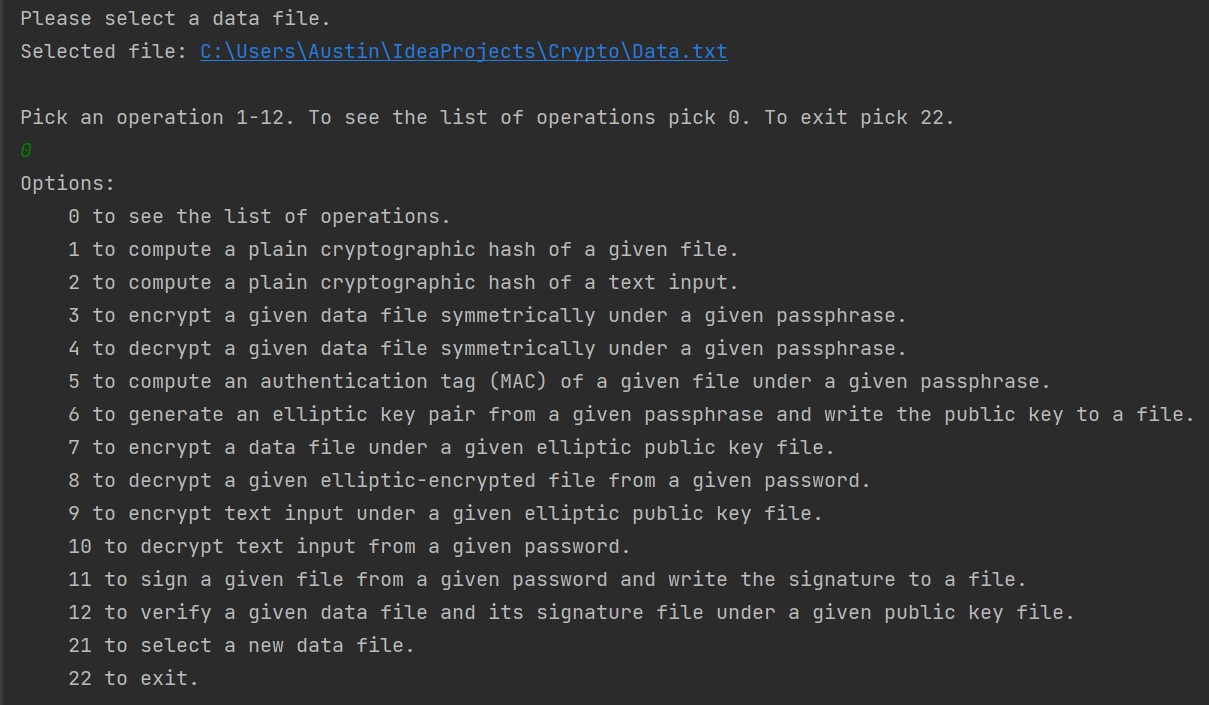 Please select a data file.
Selected file: C:\Users\Austin\IdeaProjects\Crypto\Data.txt
Pick an operation 1-12. To see the list of operations pick 0. To exit pick 22.
0
Options:
0 to see the list of operations.
1 to compute a plain cryptographic hash of a given file.
2 to compute a plain cryptographic hash of a text input.
3 to encrypt a given data file symmetrically under a given passphrase.
4 to decrypt a given data file symmetrically under a given passphrase.
5 to compute an authentication tag (MAC) of a given file under a given passphrase.
6 to generate an elliptic key pair from a given passphrase and write the public key to a file.
7 to encrypt a data file under a given elliptic public key file.
8 to decrypt a given elliptic-encrypted file from a given password.
9 to encrypt text input under a given elliptic public key file.
10 to decrypt text input from a given password.
11 to sign a given file from a given password and write the signature to a file.
12 to verify a given data file and its signature file under a given public key file.
21 to select a new data file.
22 to exit.